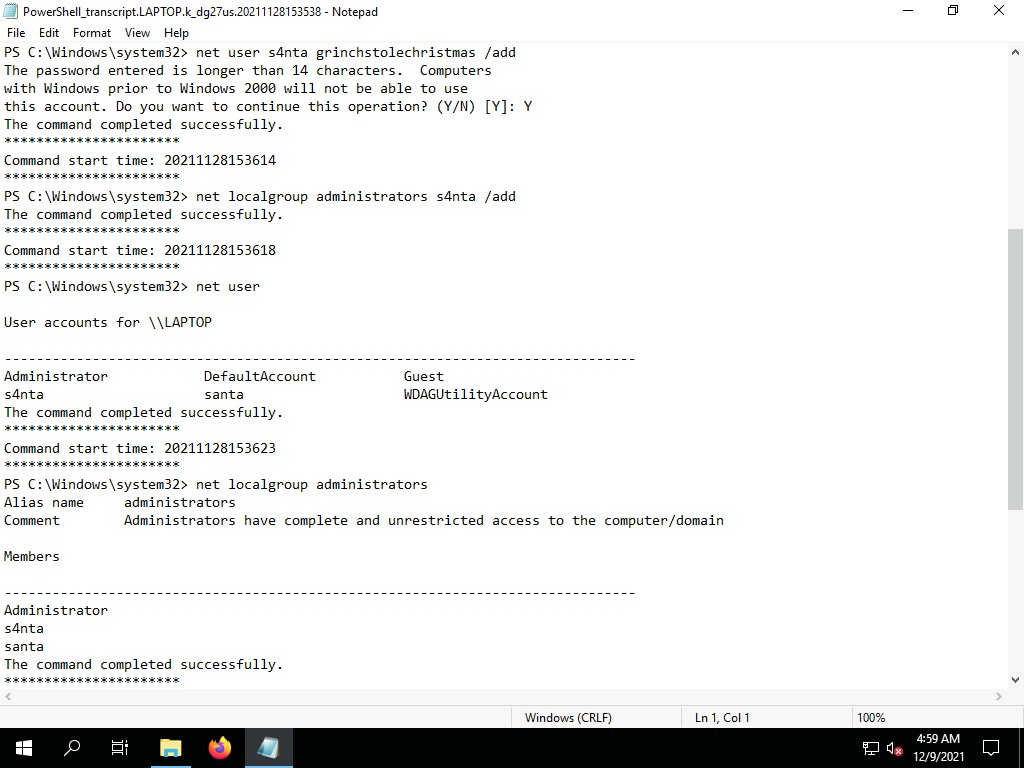 PowerShell_transcript.LAPTOP.k_dg27us.20211128153538 - Notepad
File Edit Format View Help
PS C:\Windows\system32> net user s4nta grinchstolechristmas /add
The password entered is longer than 14 characters.  Computers
with Windows prior to Windows 2000 will not be able to use
this account. Do you want to continue this operation? (Y/N) [Y]: Y
The command completed successfully.
**********************
Command start time: 20211128153614
**********************
PS C:\Windows\system32> net localgroup administrators s4nta /add
The command completed successfully.
**********************
Command start time: 20211128153618
**********************
PS C:\Windows\system32> net user
User accounts for \\LAPTOP
-------------------------------------------------------------------------------
Administrator            DefaultAccount           Guest
s4nta                    santa                    WDAGUtilityAccount
The command completed successfully.
**********************
Command start time: 20211128153623
**********************
PS C:\Windows\system32> net localgroup administrators
Alias name     administrators
Comment        Administrators have complete and unrestricted access to the computer/domain
Members
-------------------------------------------------------------------------------
Administrator
s4nta
santa
The command completed successfully.
**********************
Windows (CRLF) Ln 1, Col 1 100%
4:59 AM
12/9/2021